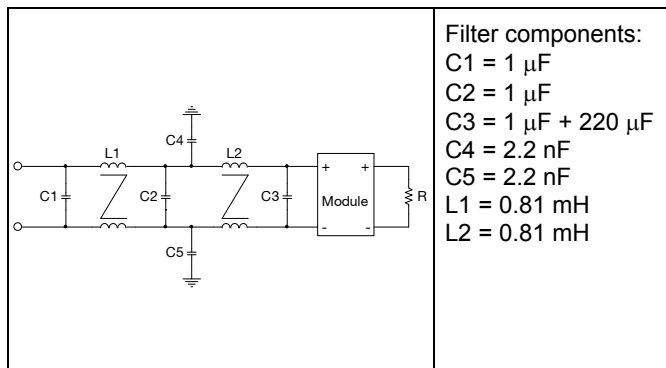 C4
L1
L2
C1
C2
C3
+ +
Module
- -
R
C5
Filter components:
C1 = 1 μF
C2 = 1 μF
C3 = 1 μF + 220 μF
C4 = 2.2 nF
C5 = 2.2 nF
L1 = 0.81 mH
L2 = 0.81 mH